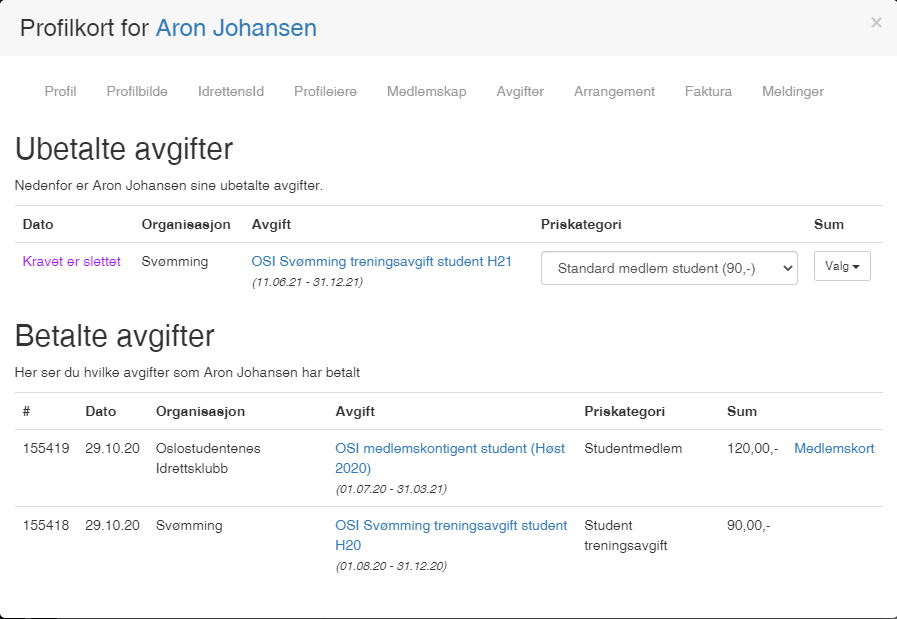 Profilkort for Aron Johansen ×
Profil Profilbilde IdrettensId Profileiere Medlemskap Avgifter Arrangement Faktura Meldinger
Ubetalte avgifter
Nedenfor er Aron Johansen sine ubetalte avgifter.
Dato Organisasjon Avgift Priskategori Sum
Kravet er slettet Svømming OSI Svømming treningsavgift student H21 Standard medlem student (90,-) Valg
(11.06.21 - 31.12.21)
Betalte avgifter
Her ser du hvilke avgifter som Aron Johansen har betalt
# Dato Organisasjon Avgift Priskategori Sum
155419 29.10.20 Oslostudentenes OSI medlemskontigent student (Høst Studentmedlem 120,00,- Medlemskort
Idrettsklubb 2020)
(01.07.20 - 31.03.21)
155418 29.10.20 Svømming OSI Svømming treningsavgift student Student 90,00,-
H20 treningsavgift
(01.08.20 - 31.12.20)